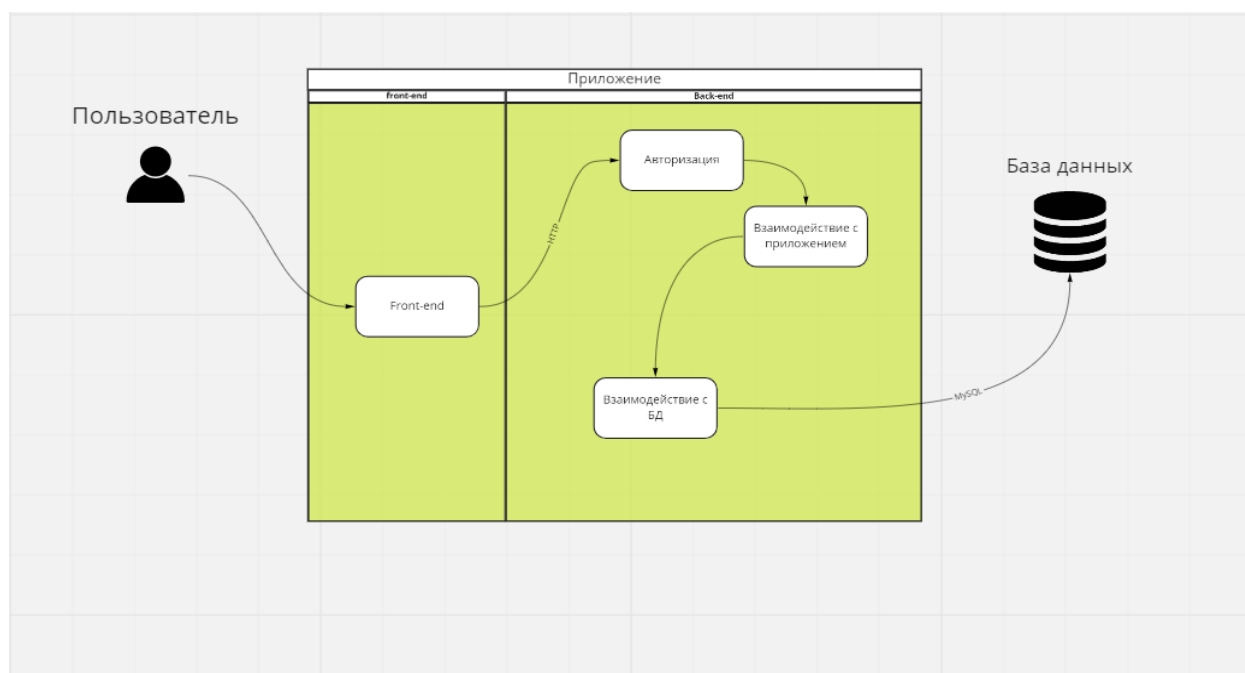 Приложение
front-end
Back-end
Пользователь
Авторизация
База данных
HTTP
Взаимодействие с
приложением
Front-end
Взаимодействие с
БД
MySQL